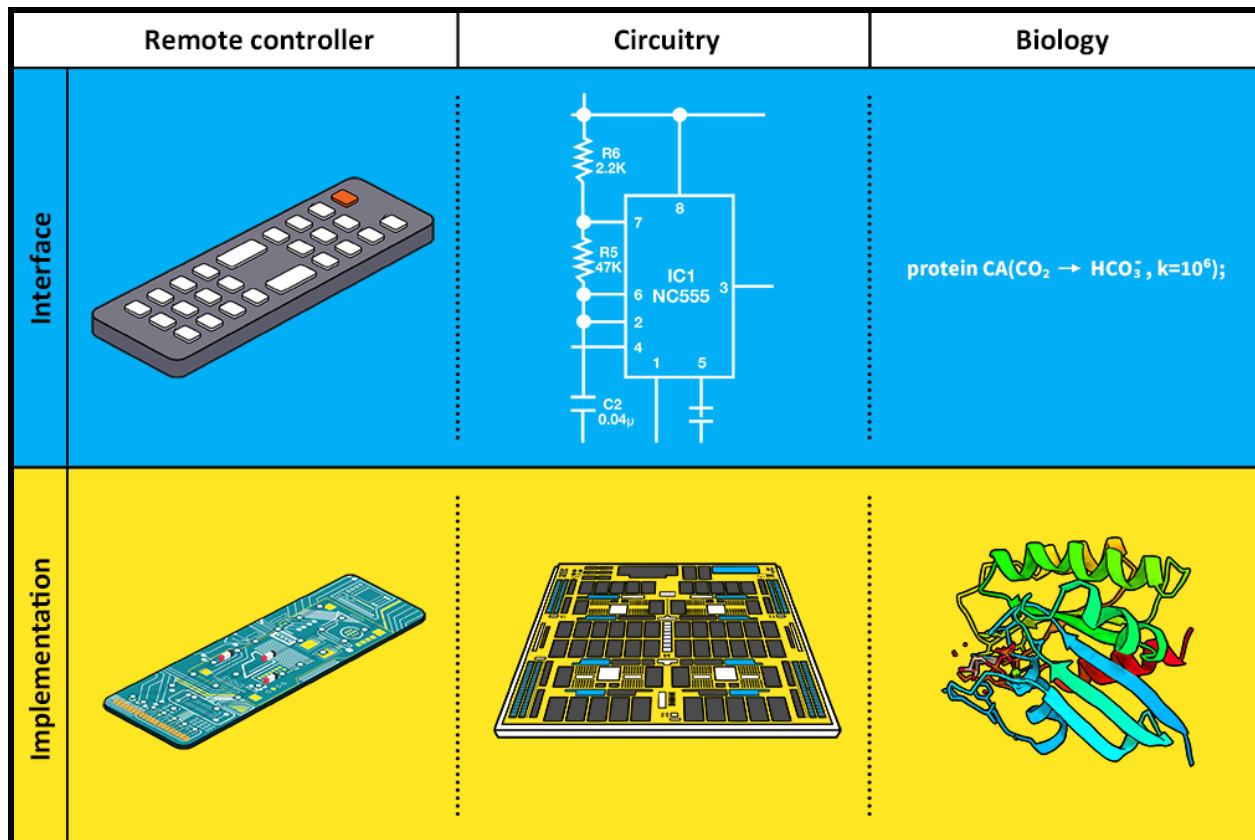 Remote controller
Circuitry
Biology
Interface
R6
2.2K
8
7
R5
47K
IC1
NC555
3
6
2
4
1
5
C2
0.04µ
protein CA(CO₂ → HCO₃⁻, k=10⁶);
Implementation